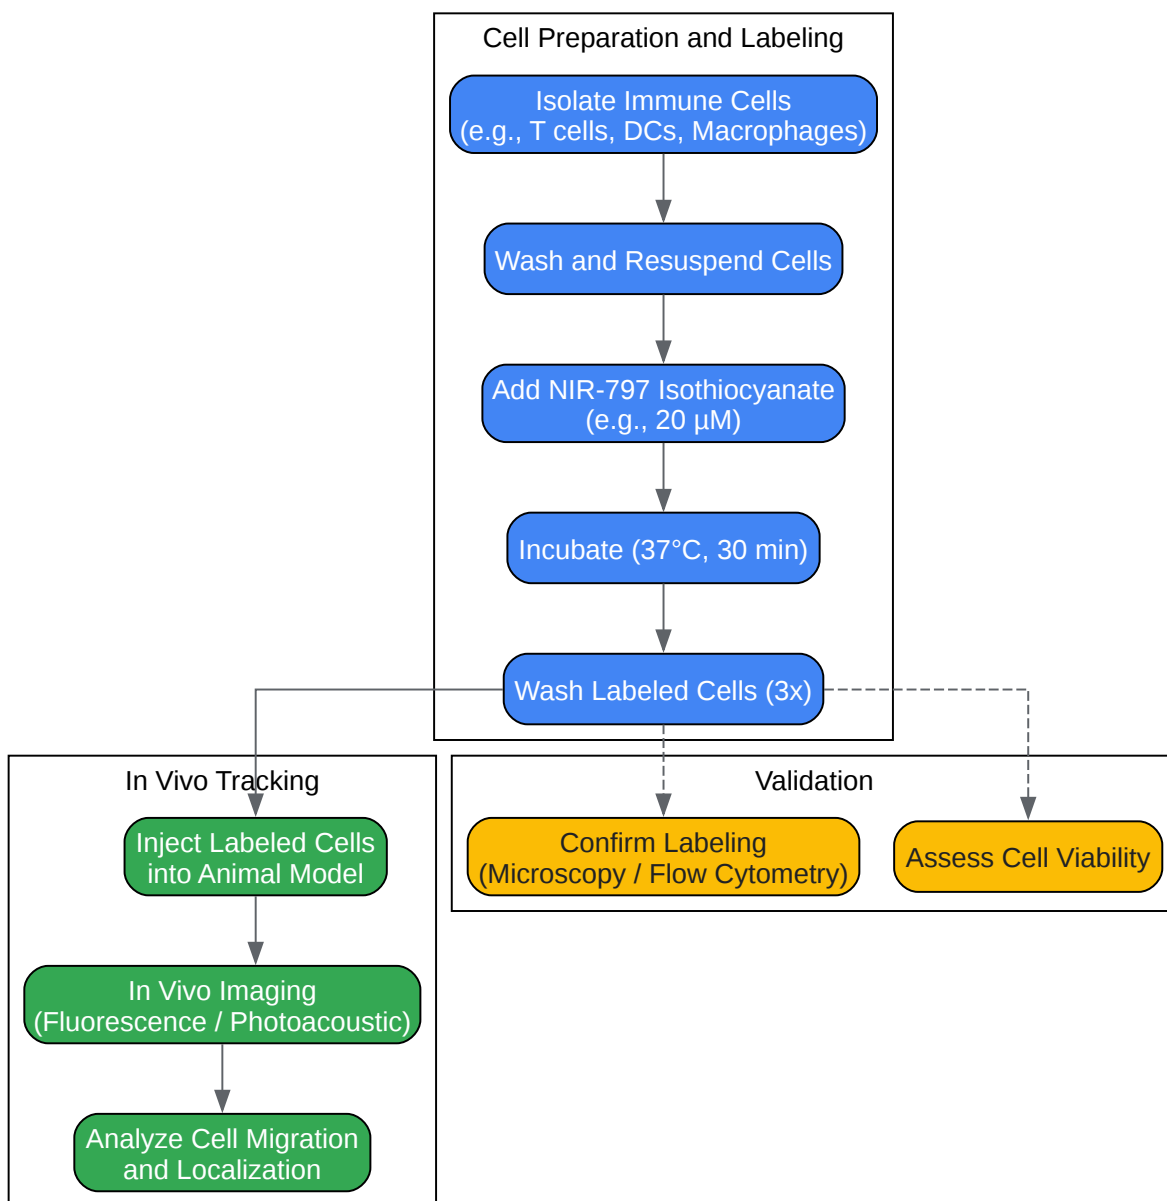 Cell Preparation and Labeling
Isolate Immune Cells
(e.g., T cells, DCs, Macrophages)
Wash and Resuspend Cells
Add NIR-797 Isothiocyanate
(e.g., 20 µM)
Incubate (37°C, 30 min)
Wash Labeled Cells (3x)
In Vivo Tracking
Inject Labeled Cells
into Animal Model
In Vivo Imaging
(Fluorescence / Photoacoustic)
Analyze Cell Migration
and Localization
Validation
Confirm Labeling
(Microscopy / Flow Cytometry)
Assess Cell Viability